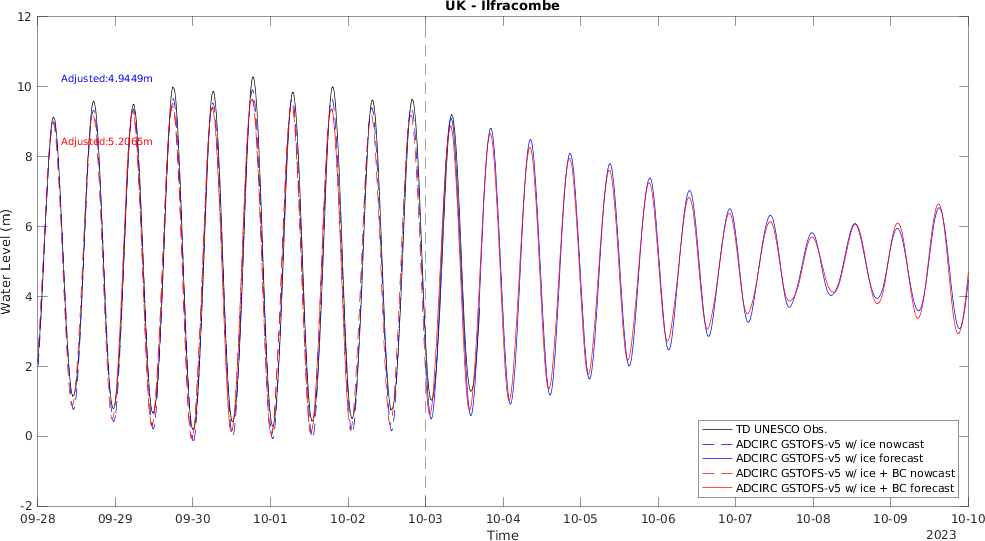 UK - Ilfracombe
12
10
8
6
4
2
0
-2
Water Level (m)
Adjusted:4.9449m
Adjusted:5.2065m
TD UNESCO Obs.
ADCIRC GSTOFS-v5 w/ ice nowcast
ADCIRC GSTOFS-v5 w/ ice forecast
ADCIRC GSTOFS-v5 w/ ice + BC nowcast
ADCIRC GSTOFS-v5 w/ ice + BC forecast
09-28 09-29 09-30 10-01 10-02 10-03 10-04 10-05 10-06 10-07 10-08 10-09 10-10
Time
2023